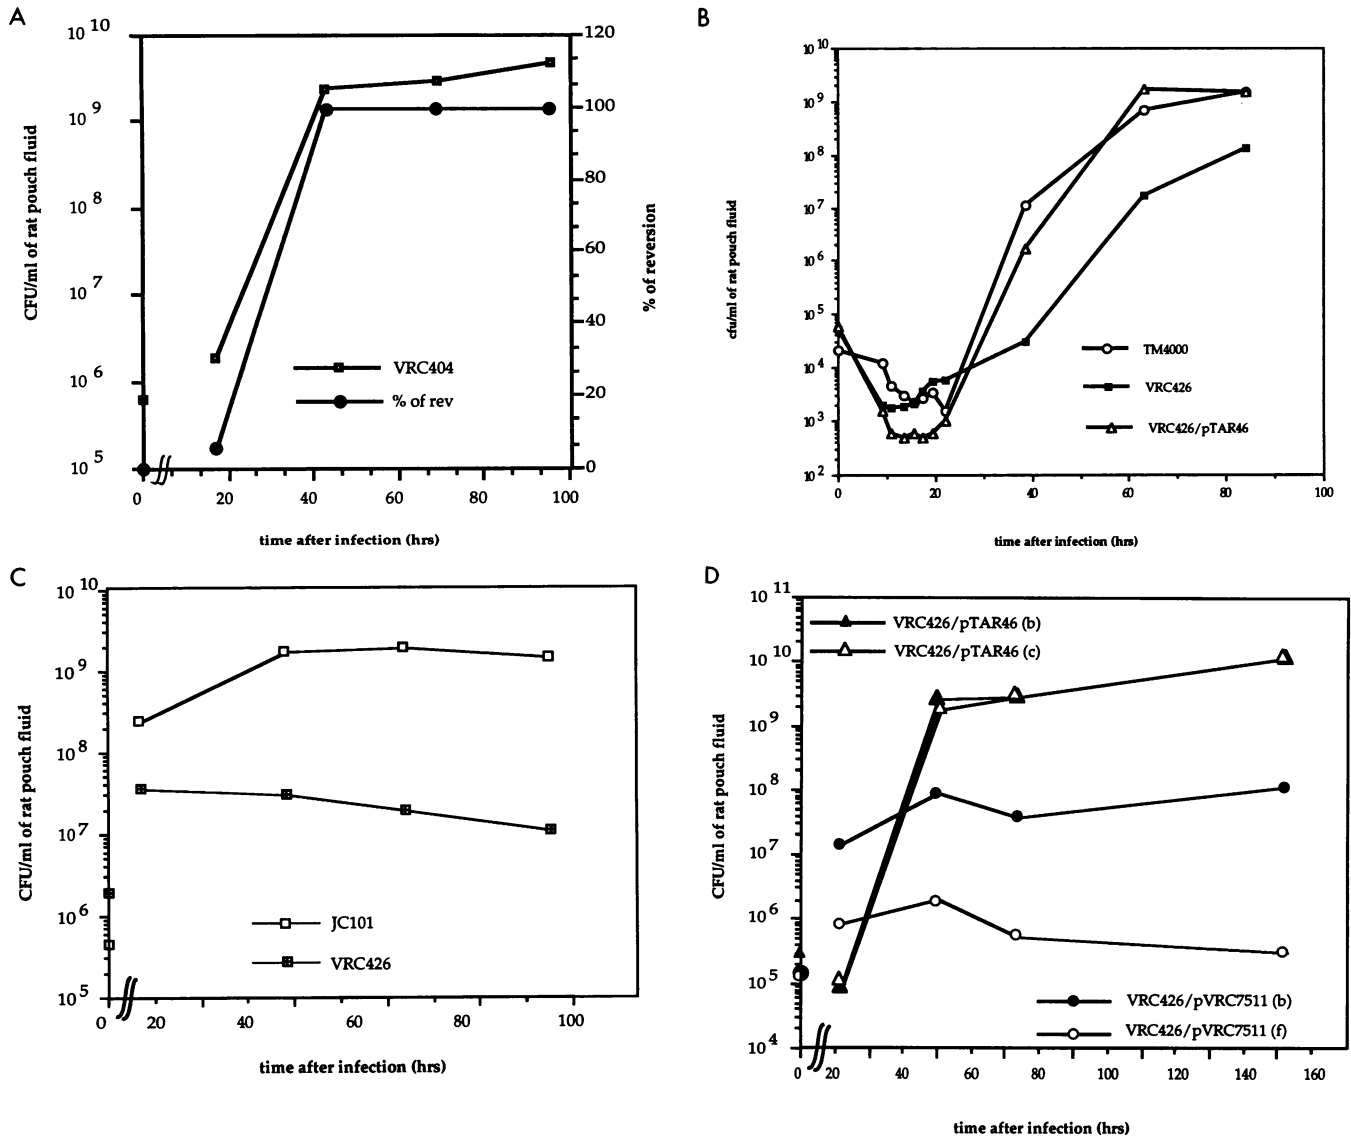 A
10 10
10 9
10 8
10 7
10 6
10 5
CFU/ml of rat pouch fluid
120
100
80
60
40
20
0
% of reversion
VRC404
% of rev
0 20 40 60 80 100
time after infection (hrs)
B
10 10
10 9
10 8
10 7
10 6
10 5
10 4
10 3
10 2
cfu/ml of rat pouch fluid
TM4000
VRC426
VRC426/pTAR46
0 20 40 60 80 100
time after infection (hrs)
C
10 10
10 9
10 8
10 7
10 6
10 5
CFU/ml of rat pouch fluid
JC101
VRC426
0 20 40 60 80 100
time after infection (hrs)
D
10 11
10 10
10 9
10 8
10 7
10 6
10 5
10 4
CFU/ml of rat pouch fluid
VRC426/pTAR46 (b)
VRC426/pTAR46 (c)
VRC426/pVRC7511 (b)
VRC426/pVRC7511 (f)
0 20 40 60 80 100 120 140 160
time after infection (hrs)